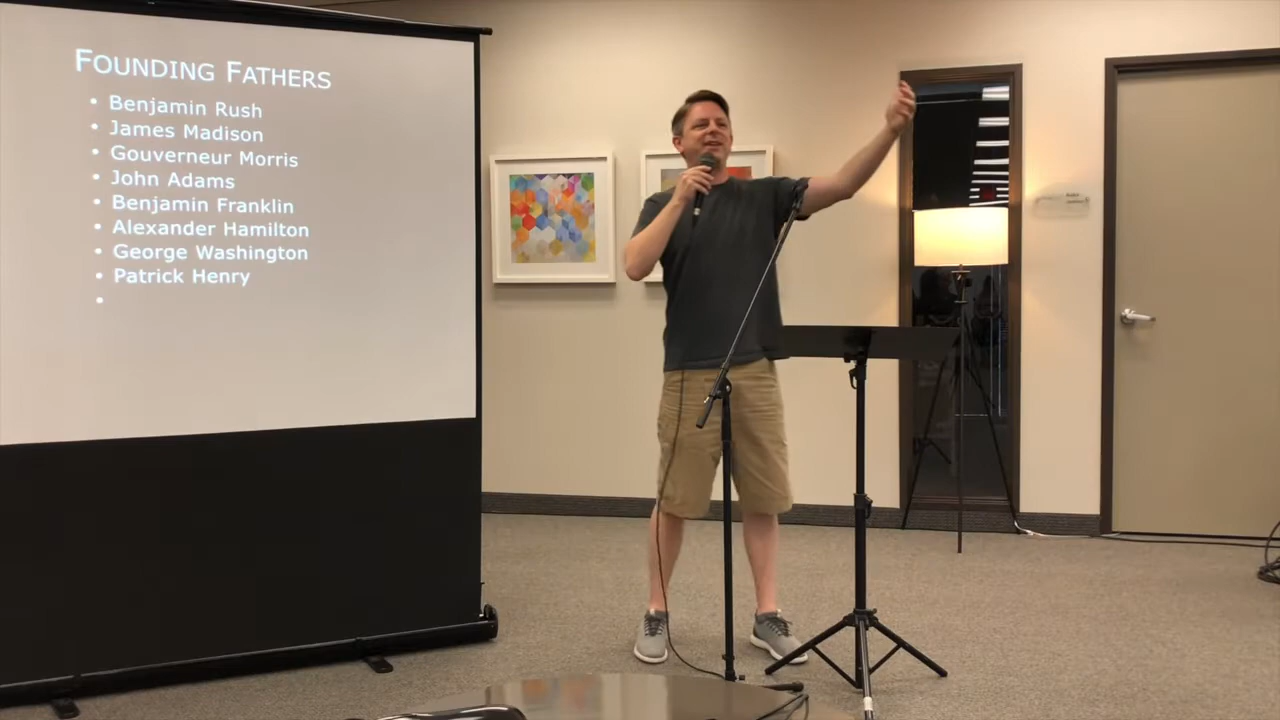 FOUNDING FATHERS
• Benjamin Rush
• James Madison
• Gouverneur Morris
• John Adams
• Benjamin Franklin
• Alexander Hamilton
• George Washington
• Patrick Henry
•